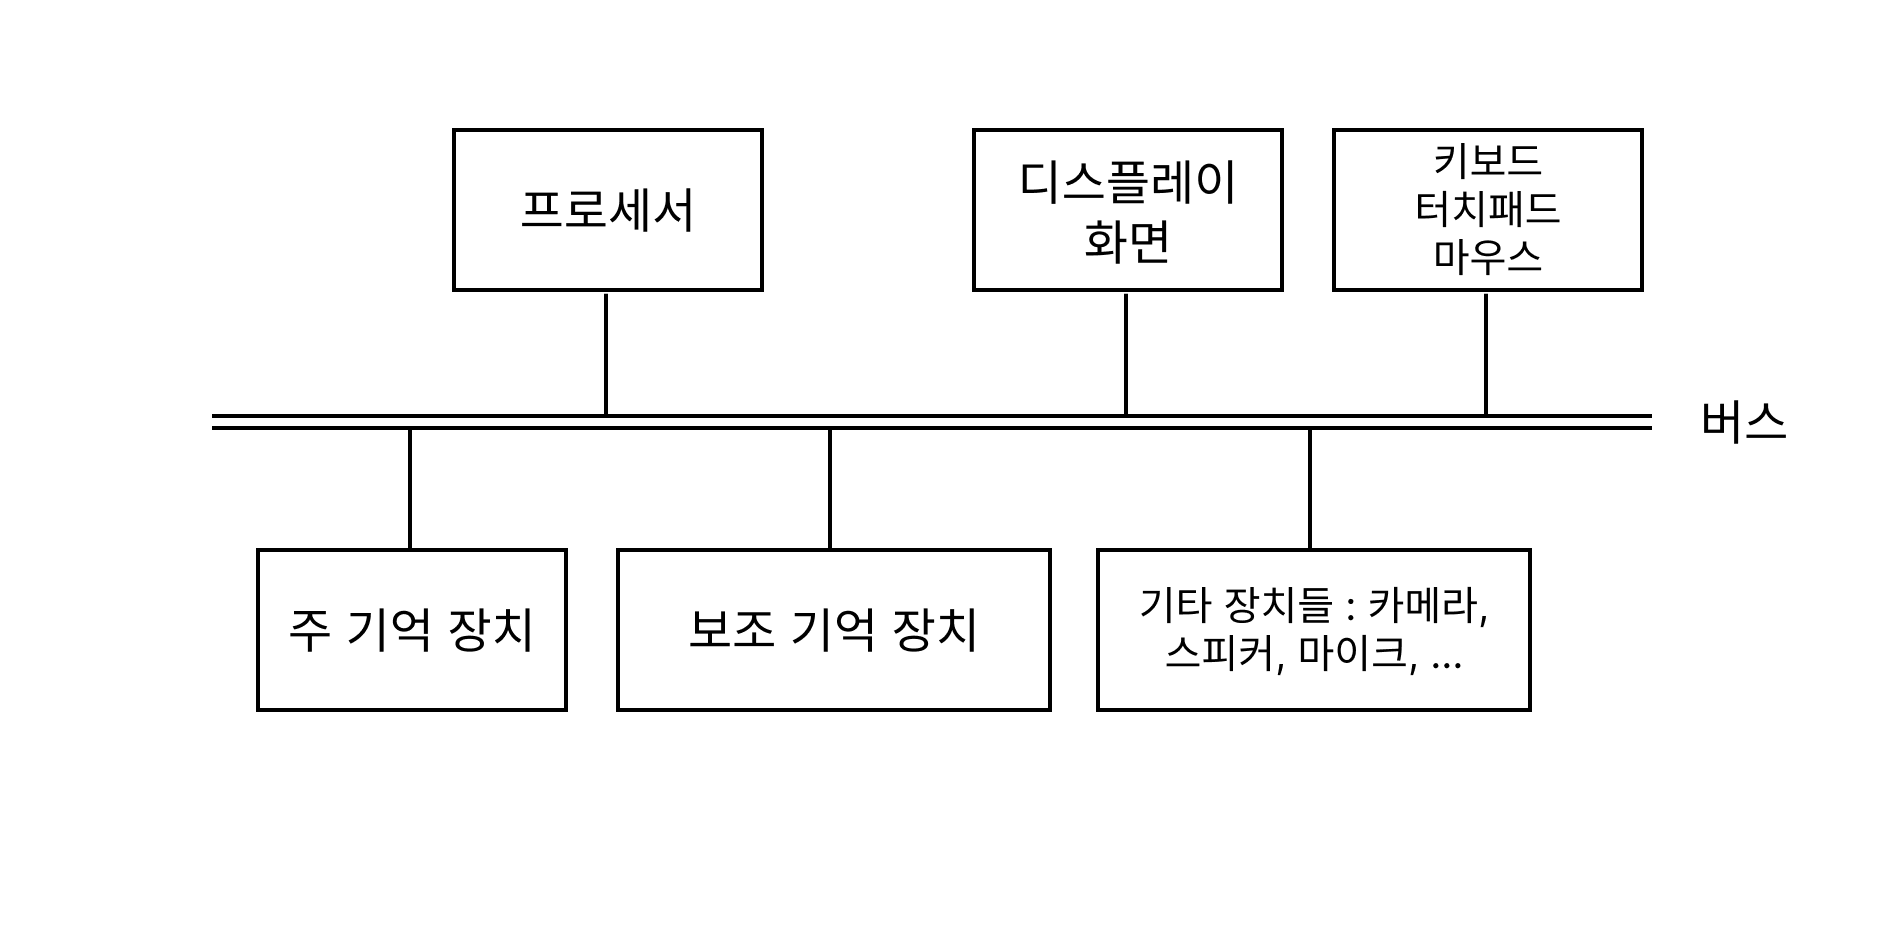 프로세서
디스플레이
화면
키보드
터치패드
마우스
버스
주 기억 장치
보조 기억 장치
기타 장치들 : 카메라,
스피커, 마이크, ...